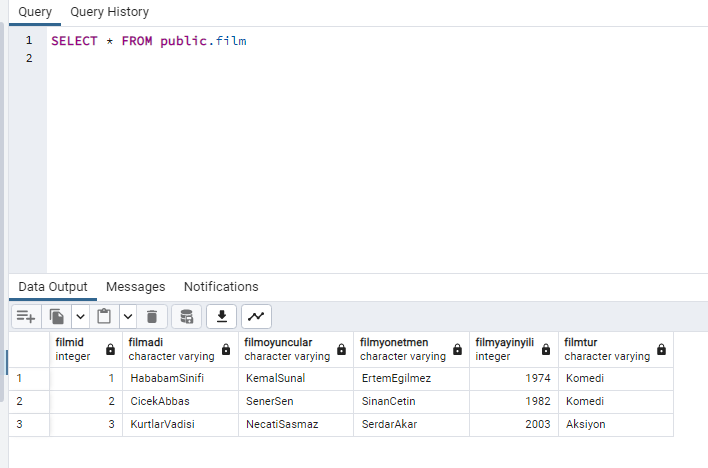 Query Query History
1 SELECT * FROM public.film
2
Data Output Messages Notifications
filmid filmadi filmoyuncular filmyonetmen filmyayinyili filmtur
integer character varying character varying character varying integer character varying
1 1 HababamSinifi KemalSunal ErtemEgilmez 1974 Komedi
2 2 CicekAbbas SenerSen SinanCetin 1982 Komedi
3 3 KurtlarVadisi NecatiSasmaz SerdarAkar 2003 Aksiyon